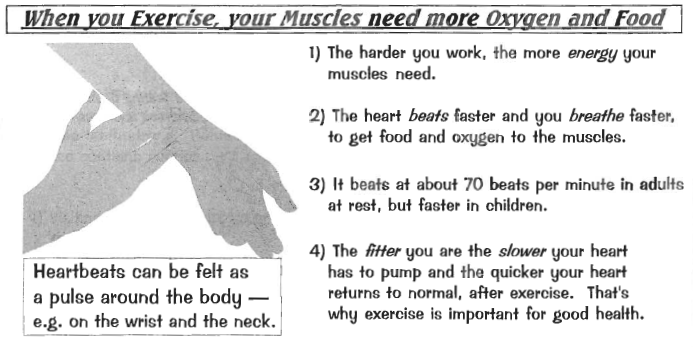 When you Exercise, your Muscles need more Oxygen and Food
1) The harder you work, the more energy your
muscles need.
2) The heart beats faster and you breathe faster,
to get food and oxygen to the muscles.
3) It beats at about 70 beats per minute in adults
at rest, but faster in children.
4) The fitter you are the slower your heart
has to pump and the quicker your heart
returns to normal, after exercise. That's
why exercise is important for good health.
Heartbeats can be felt as
a pulse around the body —
e.g. on the wrist and the neck.